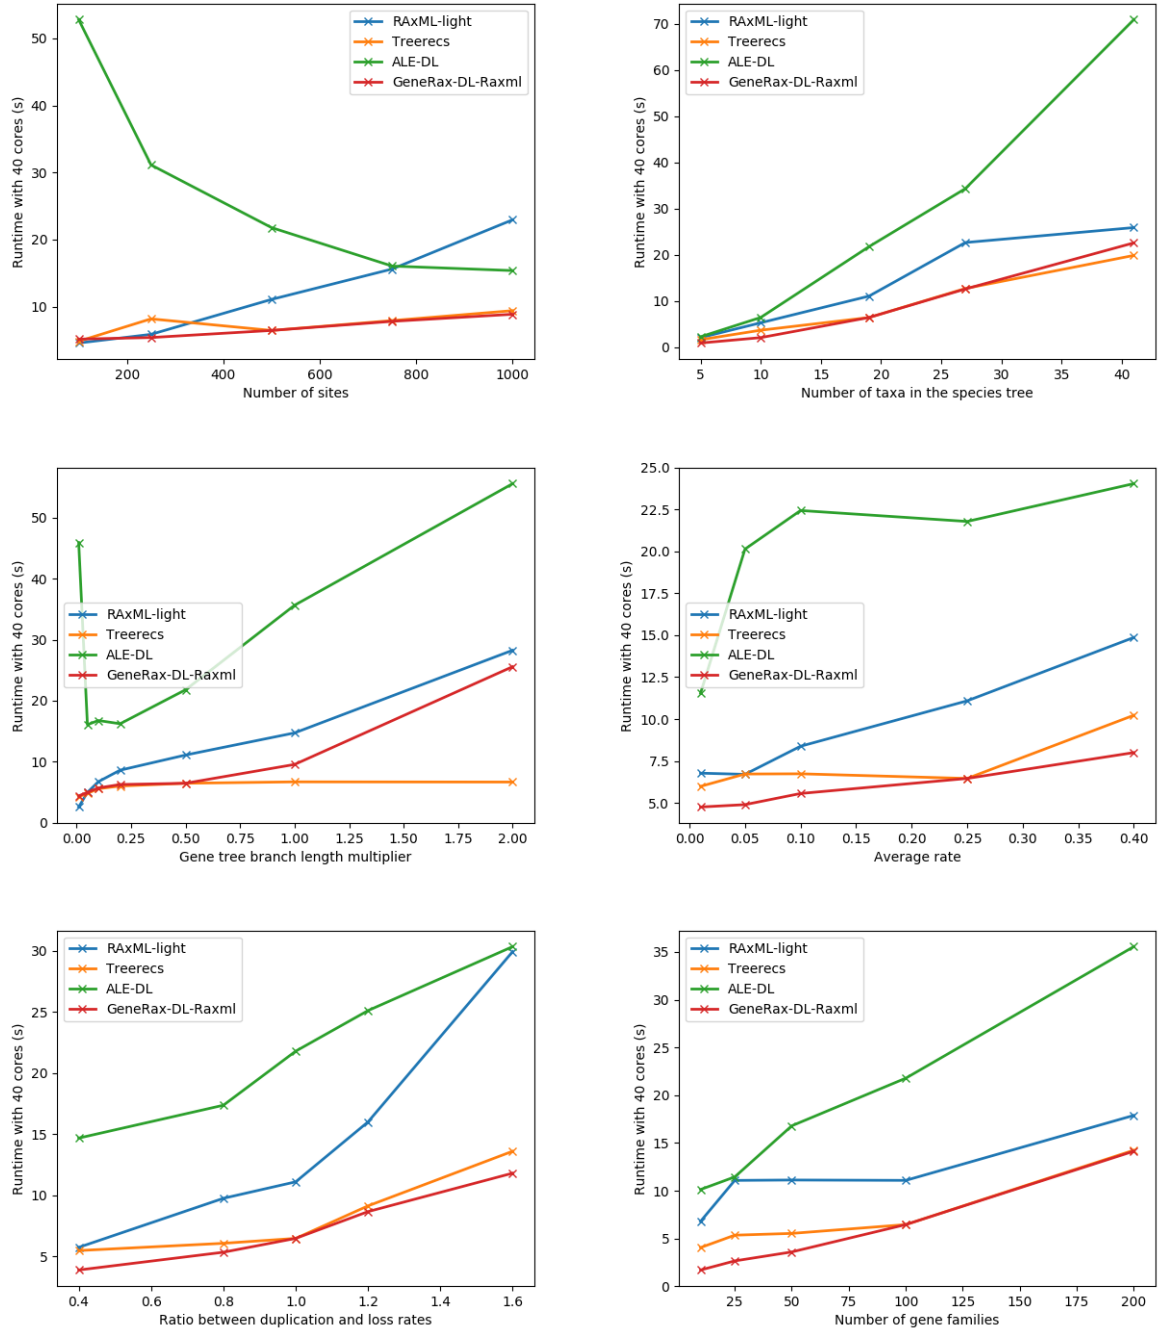 RAxML-light
Treerecs
ALE-DL
GeneRax-DL-Raxml
50
40
30
20
10
Runtime with 40 cores (s)
200 400 600 800 1000
Number of sites
RAxML-light
Treerecs
ALE-DL
GeneRax-DL-Raxml
70
60
50
40
30
20
10
0
Runtime with 40 cores (s)
5 10 15 20 25 30 35 40
Number of taxa in the species tree
RAxML-light
Treerecs
ALE-DL
GeneRax-DL-Raxml
50
40
30
20
10
0
Runtime with 40 cores (s)
0.00 0.25 0.50 0.75 1.00 1.25 1.50 1.75 2.00
Gene tree branch length multiplier
RAxML-light
Treerecs
ALE-DL
GeneRax-DL-Raxml
25.0
22.5
20.0
17.5
15.0
12.5
10.0
7.5
5.0
Runtime with 40 cores (s)
0.00 0.05 0.10 0.15 0.20 0.25 0.30 0.35 0.40
Average rate
RAxML-light
Treerecs
ALE-DL
GeneRax-DL-Raxml
30
25
20
15
10
5
Runtime with 40 cores (s)
0.4 0.6 0.8 1.0 1.2 1.4 1.6
Ratio between duplication and loss rates
RAxML-light
Treerecs
ALE-DL
GeneRax-DL-Raxml
35
30
25
20
15
10
5
0
Runtime with 40 cores (s)
25 50 75 100 125 150 175 200
Number of gene families